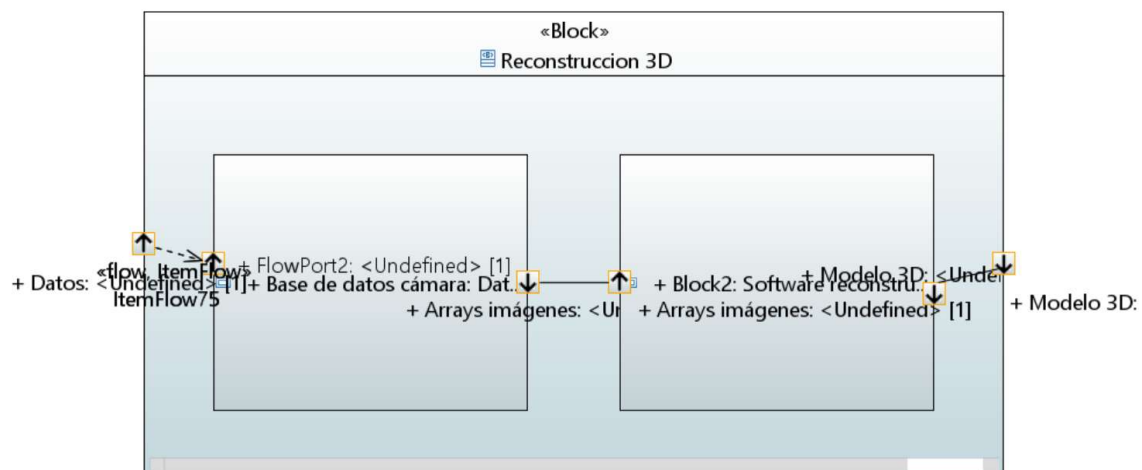 «Block»
Reconstruccion 3D
+ FlowPort2: <Undefined> [1]
«flow, ItemFlow»
+ Datos: <Undefined> [1]
ItemFlow75
+ Base de datos cámara: Dat...
+ Arrays imágenes: <Un
+ Modelo 3D: <Undef
+ Block2: Software reconstru...
+ Arrays imágenes: <Undefined> [1]
+ Modelo 3D: